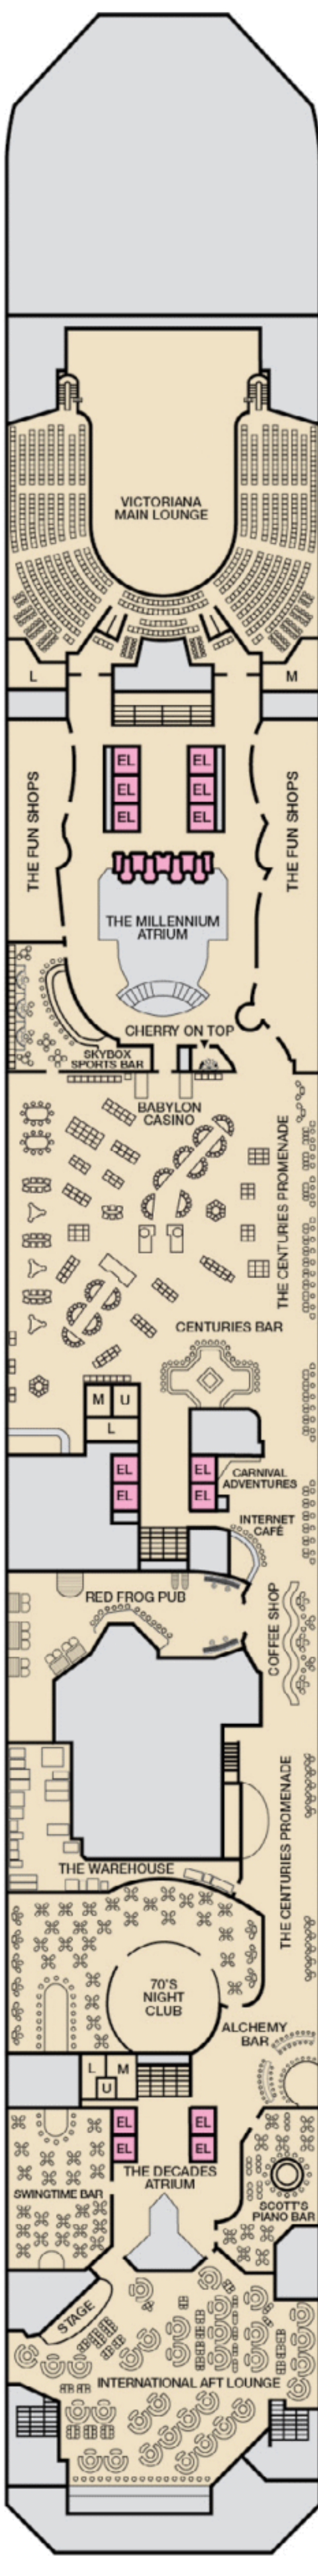 VICTORIANA
MAIN LOUNGE
L
M
THE FUN SHOPS
EL
EL
EL
EL
EL
EL
THE FUN SHOPS
THE MILLENNIUM
ATRIUM
CHERRY ON TOP
SKYBOX
SPORTS BAR
BABYLON
CASINO
THE CENTURIES PROMENADE
CENTURIES BAR
M U
L
EL
EL
EL
EL
CARNIVAL
ADVENTURES
INTERNET
CAFÉ
RED FROG PUB
COFFEE SHOP
THE CENTURIES PROMENADE
THE WAREHOUSE
70'S
NIGHT
CLUB
ALCHEMY
BAR
L M
U
EL
EL
EL
EL
THE DECADES
ATRIUM
SWINGTIME BAR
SCOTT'S
PIANO BAR
STAGE
INTERNATIONAL AFT LOUNGE